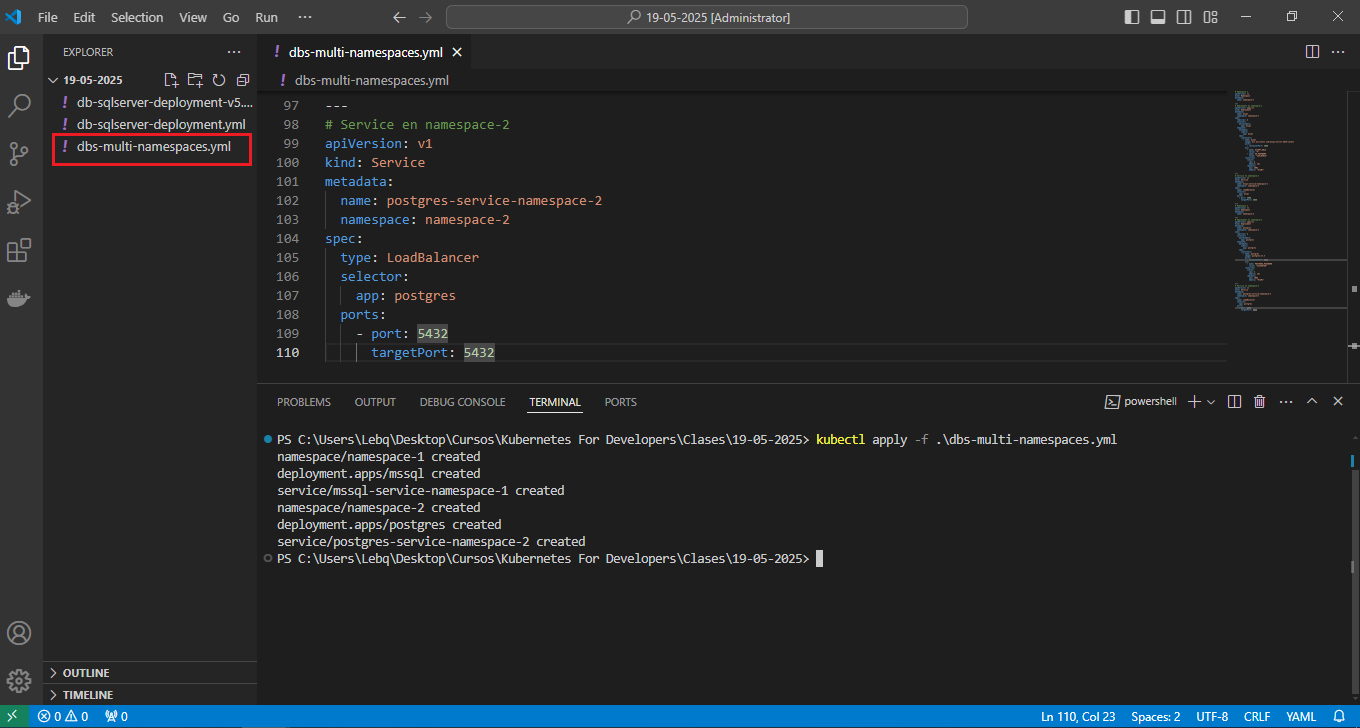 File Edit Selection View Go Run ··· 19-05-2025 [Administrator]
EXPLORER ···
19-05-2025
db-sqlserver-deployment-v5....
db-sqlserver-deployment.yml
dbs-multi-namespaces.yml
! dbs-multi-namespaces.yml
! dbs-multi-namespaces.yml
97 ---
98 # Service en namespace-2
99 apiVersion: v1
100 kind: Service
101 metadata:
102 name: postgres-service-namespace-2
103 namespace: namespace-2
104 spec:
105 type: LoadBalancer
106 selector:
107 app: postgres
108 ports:
109 - port: 5432
110 targetPort: 5432
PROBLEMS OUTPUT DEBUG CONSOLE TERMINAL PORTS powershell
PS C:\Users\Lebq\Desktop\Cursos\Kubernetes For Developers\Clases\19-05-2025> kubectl apply -f .\dbs-multi-namespaces.yml
namespace/namespace-1 created
deployment.apps/mssql created
service/mssql-service-namespace-1 created
namespace/namespace-2 created
deployment.apps/postgres created
service/postgres-service-namespace-2 created
PS C:\Users\Lebq\Desktop\Cursos\Kubernetes For Developers\Clases\19-05-2025>
OUTLINE
TIMELINE
0 0 0 Ln 110, Col 23 Spaces: 2 UTF-8 CRLF YAML